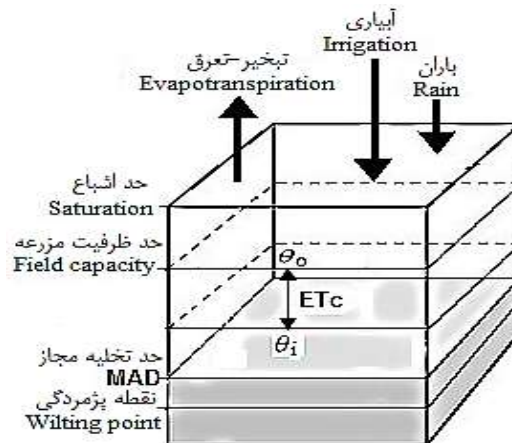 آبیاری
Irrigation
تبخیر-تعرق
Evapotranspiration
باران
Rain
حد اشباع
Saturation
حد ظرفیت مزرعه
Field capacity
θo
ETc
θi
حد تخلیه مجاز
MAD
نقطه پژمردگی
Wilting point